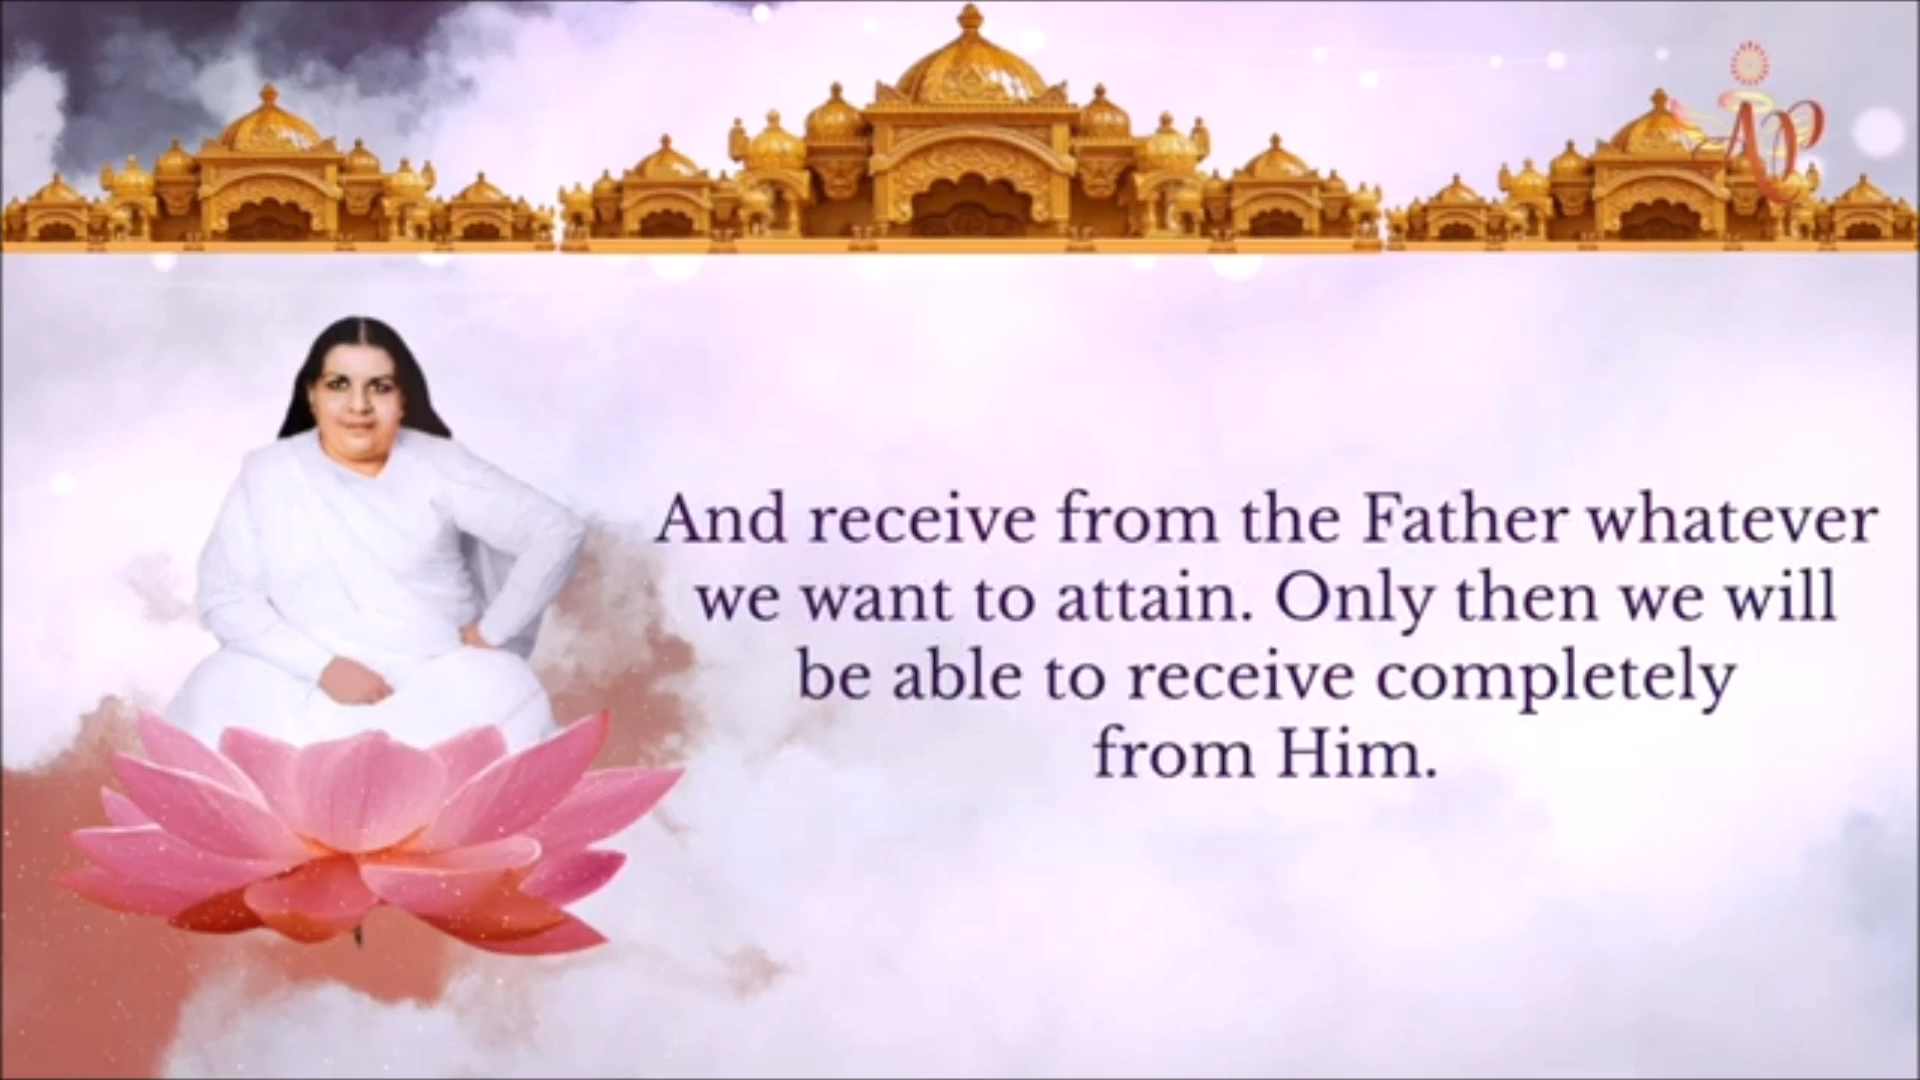 AP
And receive from the Father whatever
we want to attain. Only then we will
be able to receive completely
from Him.